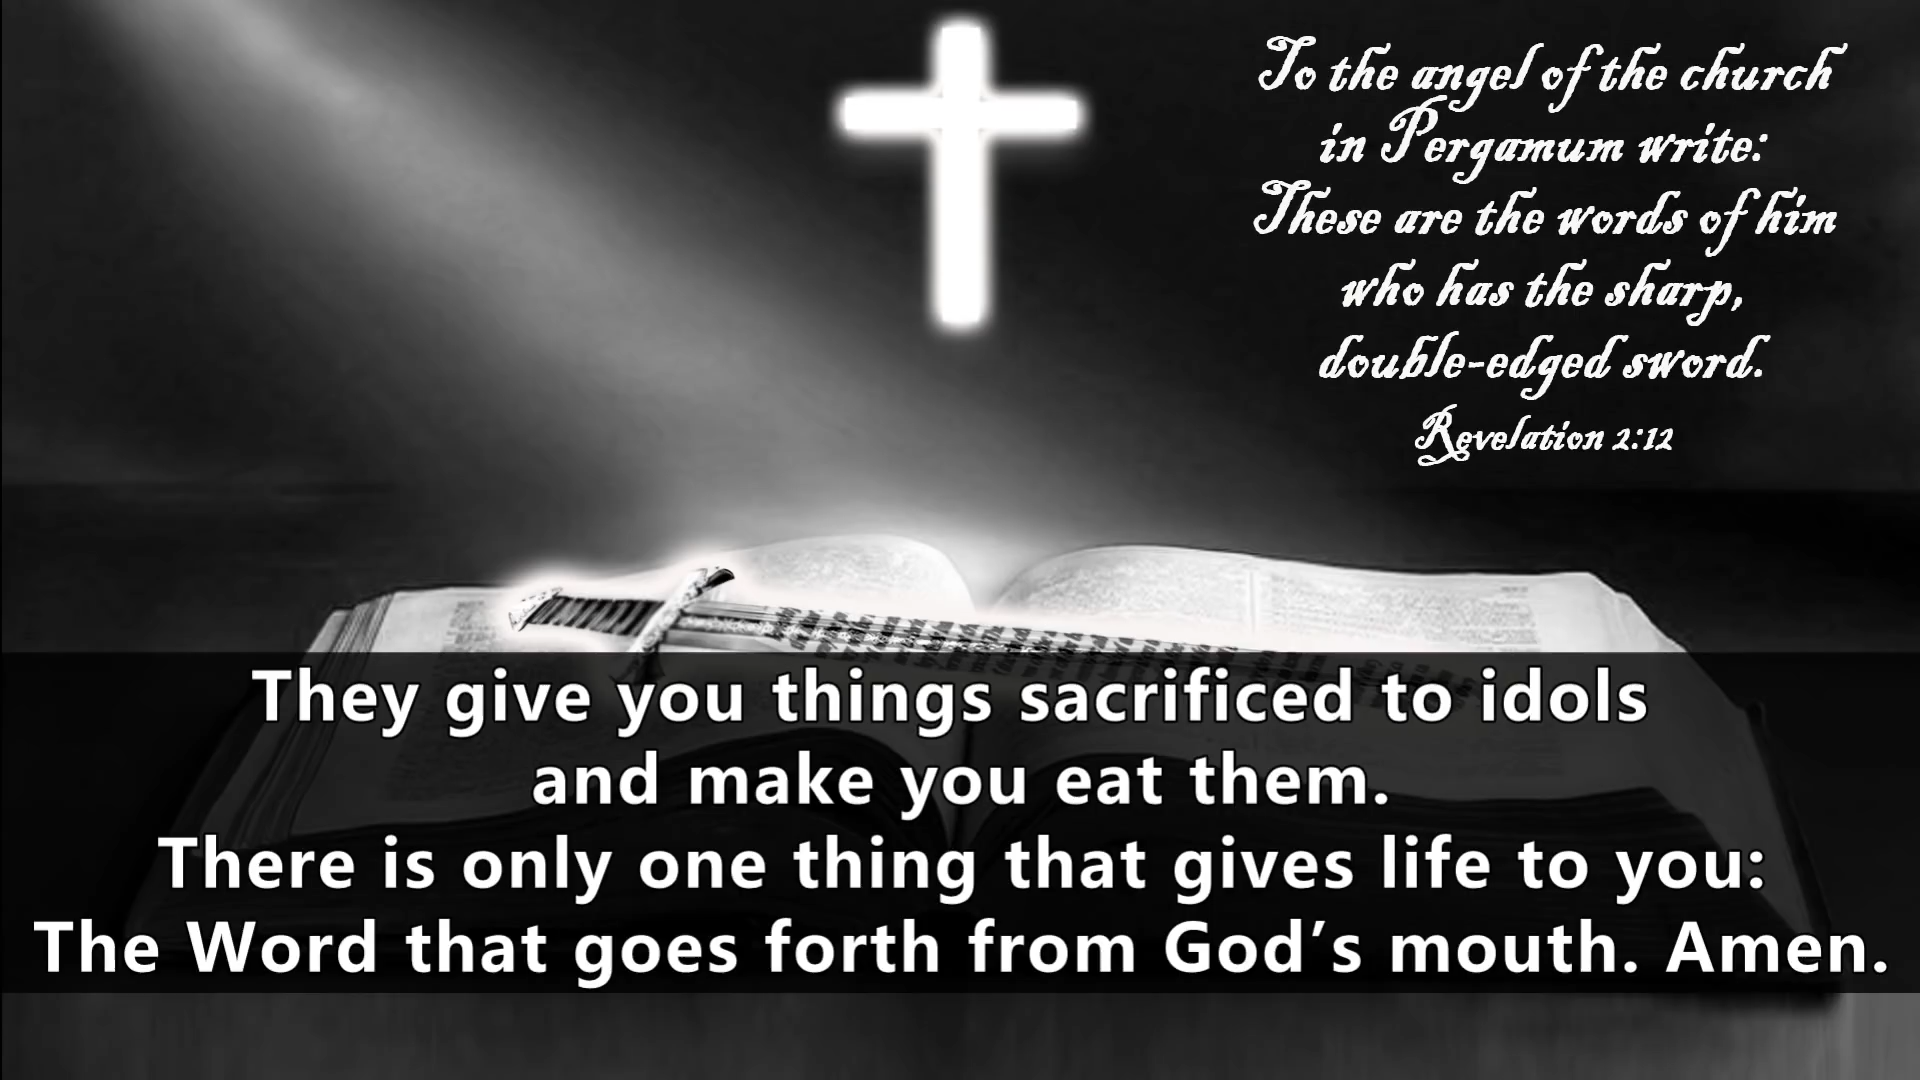 To the angel of the church
in Pergamum write:
These are the words of him
who has the sharp,
double-edged sword.
Revelation 2:12
They give you things sacrificed to idols
and make you eat them.
There is only one thing that gives life to you:
The Word that goes forth from God’s mouth. Amen.